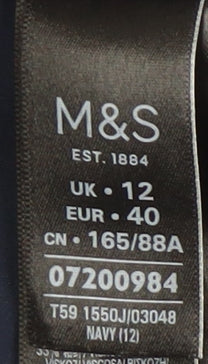 M&S
EST. 1884
UK • 12
EUR • 40
CN • 165/88A
07200984
T59 1550J/03048
NAVY (12)